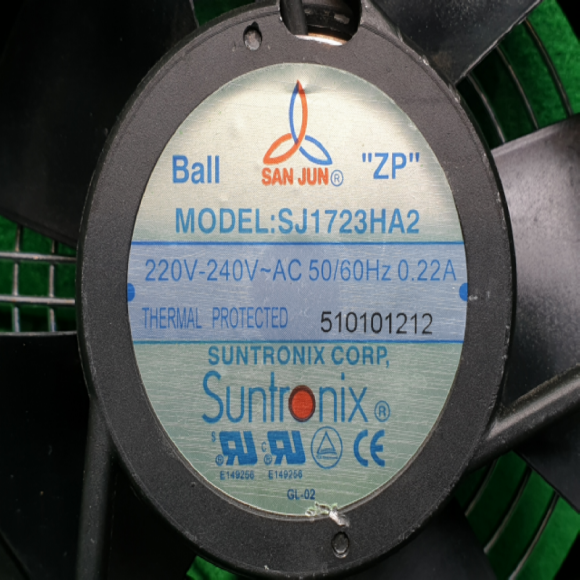 SAN JUN®
Ball "ZP"
MODEL:SJ1723HA2
220V-240V~AC 50/60Hz 0.22A
THERMAL PROTECTED 510101212
SUNTRONIX CORP,
Suntronix®
E149256 E149256
GL-02